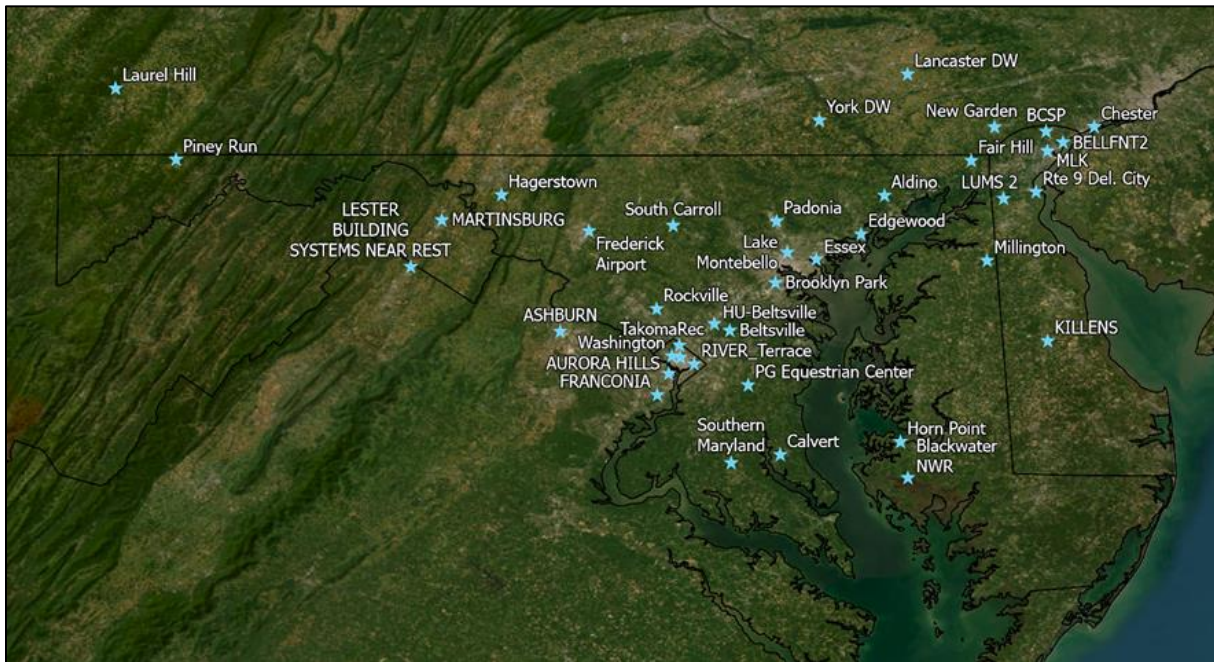 Lancaster DW
Laurel Hill
York DW
New Garden
BCSP
Chester
BELLFNT2
Piney Run
Fair Hill
MLK
Hagerstown
Aldino
LUMS 2
Rte 9 Del. City
LESTER
BUILDING
SYSTEMS NEAR REST
MARTINSBURG
South Carroll
Padonia
Edgewood
Frederick
Airport
Lake
Montebello
Essex
Millington
Brooklyn Park
Rockville
HU-Beltsville
ASHBURN
TakomaRec
Beltsville
KILLENS
Washington
RIVER_Terrace
AURORA HILLS
PG Equestrian Center
FRANCONIA
Southern
Maryland
Calvert
Horn Point
Blackwater
NWR